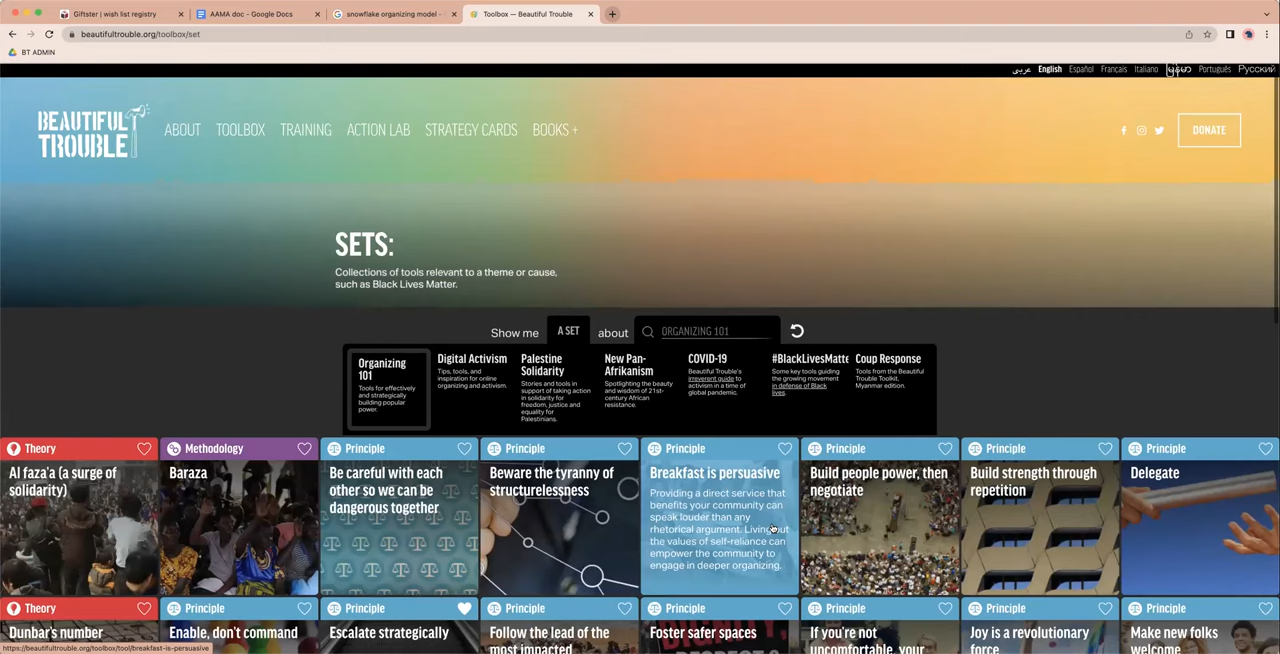 Giftster | wish list registry
AAMA doc - Google Docs
snowflake organizing model -
Toolbox — Beautiful Trouble
beautifultrouble.org/toolbox/set
BT ADMIN
عربى English Español Français Italiano Português Русский
BEAUTIFUL
TROUBLE
ABOUT TOOLBOX TRAINING ACTION LAB STRATEGY CARDS BOOKS +
DONATE
SETS:
Collections of tools relevant to a theme or cause,
such as Black Lives Matter.
Show me A SET about ORGANIZING 101
Organizing
101
Tools for effectively
and strategically
building popular
power.
Digital Activism
Tips, tools, and
inspiration for online
organizing and activism.
Palestine
Solidarity
Stories and tools in
support of taking action
in solidarity for
freedom, justice and
equality for
Palestinians.
New Pan-
Afrikanism
Spotlighting the beauty
and wisdom of 21st-
century African
resistance.
COVID-19
Beautiful Trouble's
irreverent guide to
activism in a time of
global pandemic.
#BlackLivesMatte
Some key tools guiding
the growing movement
in defense of Black
lives.
Coup Response
Tools from the Beautiful
Trouble Toolkit,
Myanmar edition.
Theory
Al faza'a (a surge of
solidarity)
Methodology
Baraza
Principle
Be careful with each
other so we can be
dangerous together
Principle
Beware the tyranny of
structurelessness
Principle
Breakfast is persuasive
Providing a direct service that
benefits your community can
speak louder than any
rhetorical argument. Living out
the values of self-reliance can
empower the community to
engage in deeper organizing.
Principle
Build people power, then
negotiate
Principle
Build strength through
repetition
Principle
Delegate
Theory
Dunbar's number
Principle
Enable, don't command
Principle
Escalate strategically
Principle
Follow the lead of the
most impacted
Principle
Foster safer spaces
Principle
If you're not
uncomfortable, your
Principle
Joy is a revolutionary
force
Principle
Make new folks
welcome
https://beautifultrouble.org/toolbox/tool/breakfast-is-persuasive